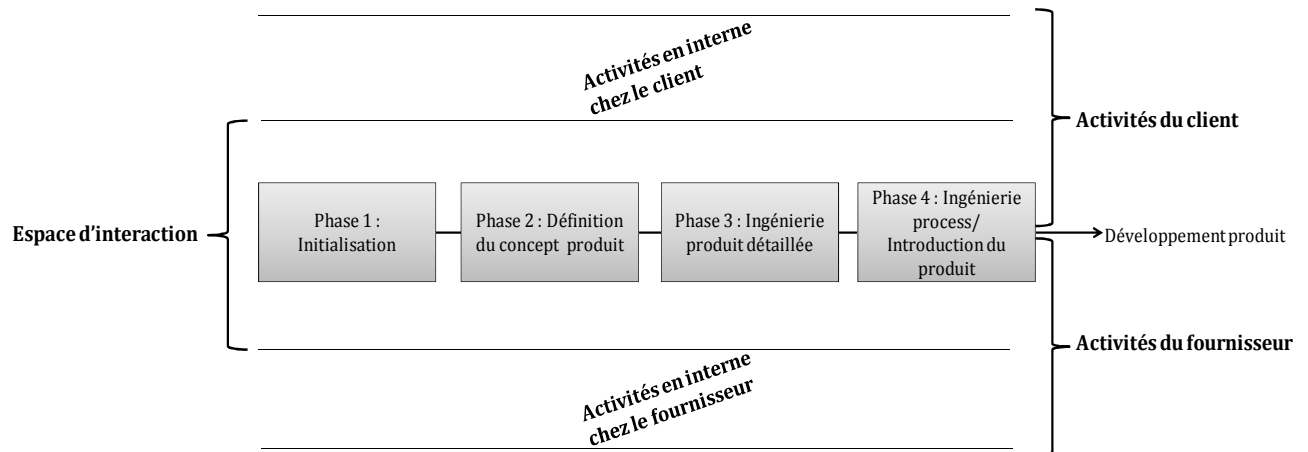 Activités en interne
chez le client
Activités du client
Espace d'interaction
Phase 1 :
Initialisation
Phase 2 : Définition
du concept produit
Phase 3 : Ingénierie
produit détaillée
Phase 4 : Ingénierie
process/
Introduction du
produit
Développement produit
Activités du fournisseur
Activités en interne
chez le fournisseur